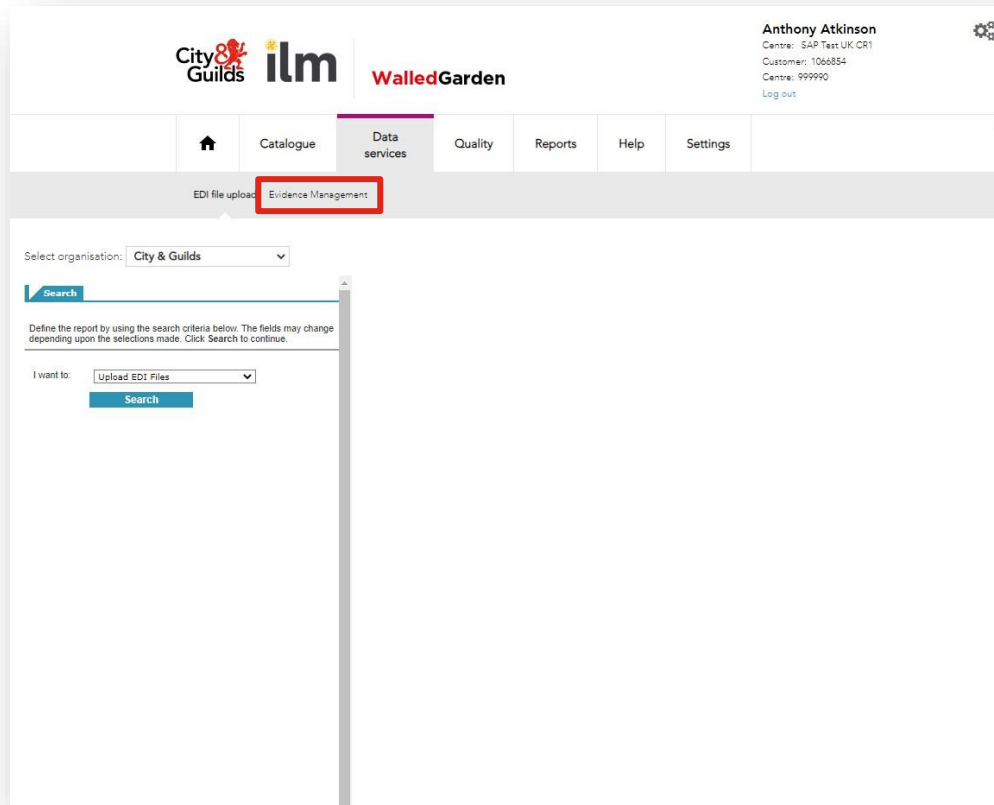 City&
Guilds
ilm
WalledGarden
Anthony Atkinson
Centre: SAP Test UK CR1
Customer: 1066854
Centre: 999990
Log out
Catalogue
Data
services
Quality
Reports
Help
Settings
EDI file upload
Evidence Management
Select organisation: City & Guilds
Search
Define the report by using the search criteria below. The fields may change
depending upon the selections made. Click Search to continue.
I want to: Upload EDI Files
Search